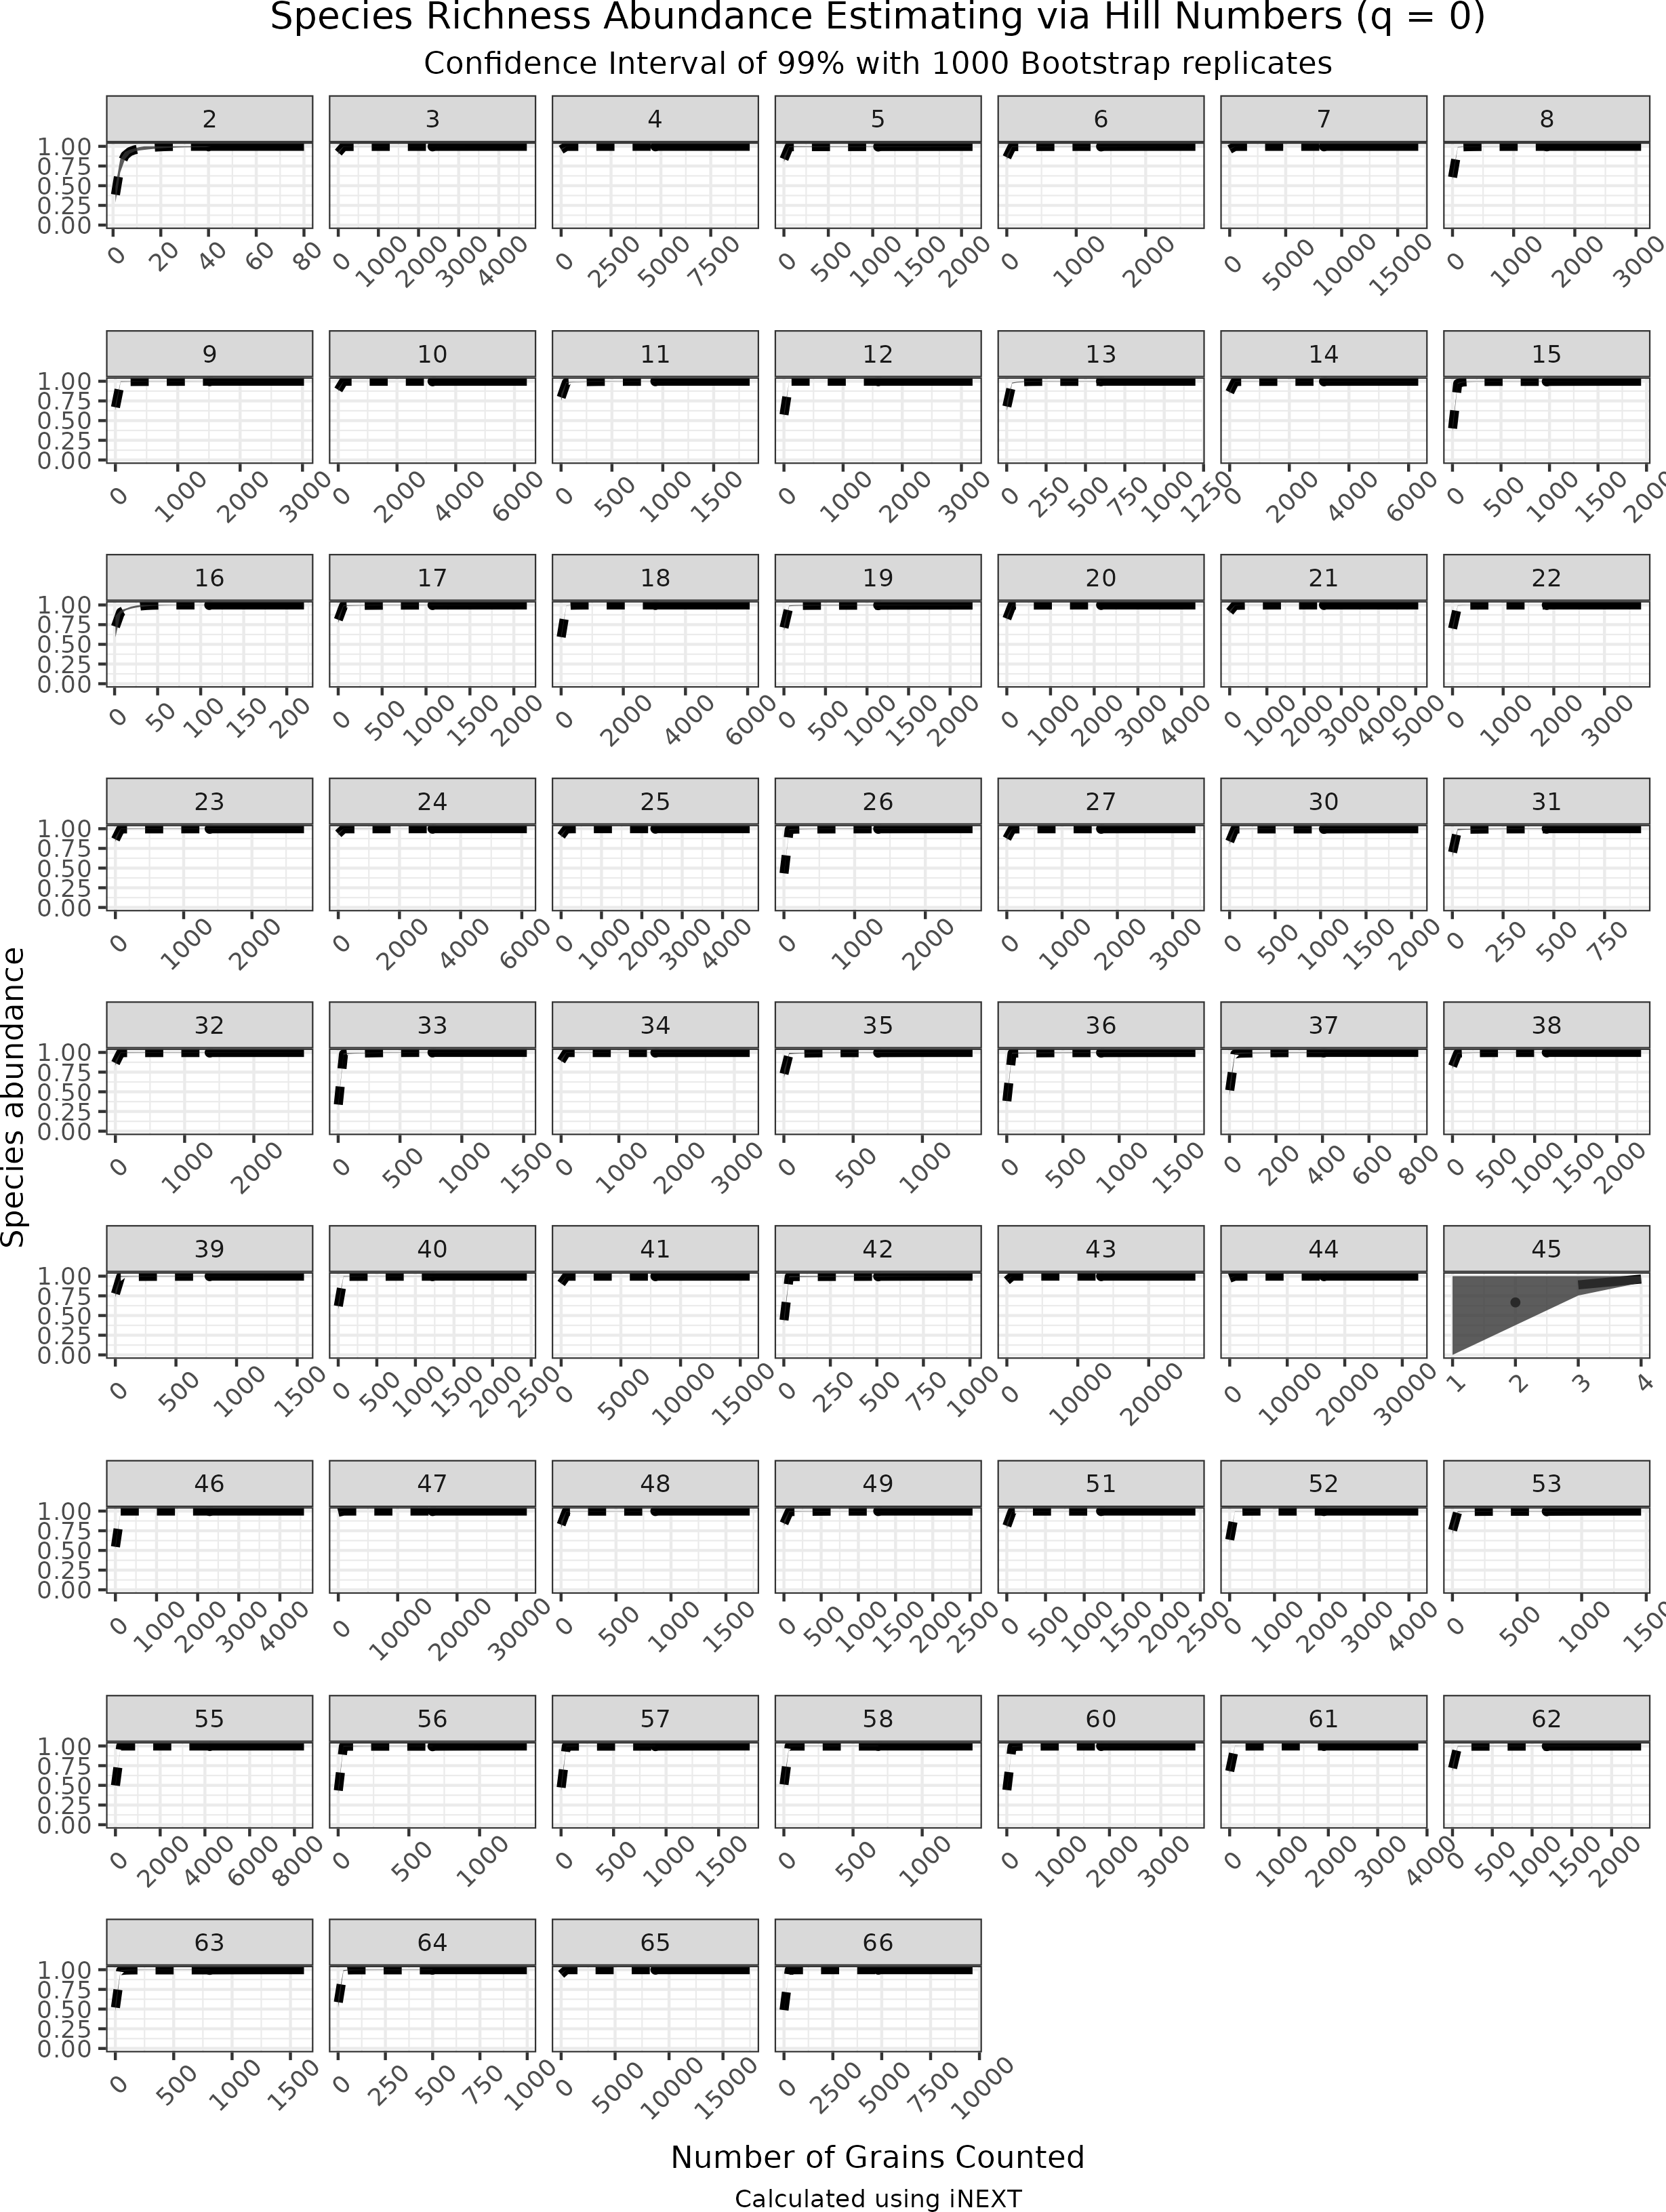 Species Richness Abundance Estimating via Hill Numbers (q = 0)
Confidence Interval of 99% with 1000 Bootstrap replicates
2 3 4 5 6 7 8
1.00
0.75
0.50
0.25
0.00
0 20 40 60 80 0 1000 2000 3000 4000 0 2500 5000 7500 0 500 1000 1500 2000 0 1000 2000 0 5000 10000 15000 0 1000 2000 3000
9 10 11 12 13 14 15
1.00
0.75
0.50
0.25
0.00
0 1000 2000 3000 0 2000 4000 6000 0 500 1000 1500 0 1000 2000 3000 0 250 500 750 1000 1250 0 2000 4000 6000 0 500 1000 1500 2000
16 17 18 19 20 21 22
1.00
0.75
0.50
0.25
0.00
0 50 100 150 200 0 500 1000 1500 2000 0 2000 4000 6000 0 500 1000 1500 2000 0 1000 2000 3000 4000 0 1000 2000 3000 4000 5000 0 1000 2000 3000
23 24 25 26 27 30 31
1.00
0.75
0.50
0.25
0.00
0 1000 2000 0 2000 4000 6000 0 1000 2000 3000 4000 0 1000 2000 0 1000 2000 3000 0 500 1000 1500 2000 0 250 500 750
Species abundance
32 33 34 35 36 37 38
1.00
0.75
0.50
0.25
0.00
0 1000 2000 0 500 1000 1500 0 1000 2000 3000 0 500 1000 0 500 1000 1500 0 200 400 600 800 0 500 1000 1500 2000
39 40 41 42 43 44 45
1.00
0.75
0.50
0.25
0.00
0 500 1000 1500 0 500 1000 1500 2000 2500 0 5000 10000 15000 0 250 500 750 1000 0 10000 20000 0 10000 20000 30000 1 2 3 4
46 47 48 49 51 52 53
1.00
0.75
0.50
0.25
0.00
0 1000 2000 3000 4000 0 10000 20000 30000 0 500 1000 1500 0 500 1000 1500 2000 2500 0 500 1000 1500 2000 2500 0 1000 2000 3000 4000 0 500 1000 150
55 56 57 58 60 61 62
1.00
0.75
0.50
0.25
0.00
0 2000 4000 6000 8000 0 500 1000 0 500 1000 1500 0 500 1000 0 1000 2000 3000 0 1000 2000 3000 4000 0 500 1000 1500 2000
63 64 65 66
1.00
0.75
0.50
0.25
0.00
0 500 1000 1500 0 250 500 750 1000 0 5000 10000 15000 0 2500 5000 7500 10000
Number of Grains Counted
Calculated using iNEXT